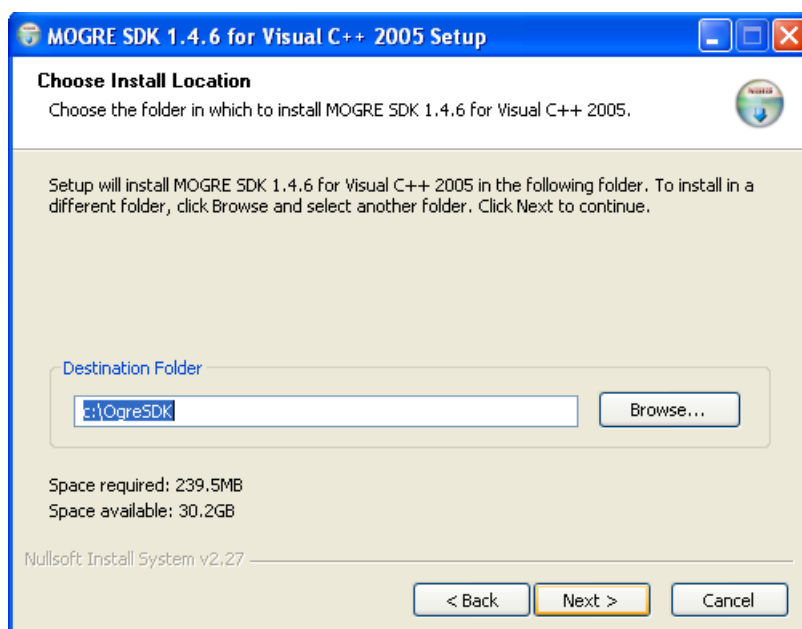 MOGRE SDK 1.4.6 for Visual C++ 2005 Setup
Choose Install Location
Choose the folder in which to install MOGRE SDK 1.4.6 for Visual C++ 2005.
Setup will install MOGRE SDK 1.4.6 for Visual C++ 2005 in the following folder. To install in a
different folder, click Browse and select another folder. Click Next to continue.
Destination Folder
c:\OgreSDK
Browse...
Space required: 239.5MB
Space available: 30.2GB
Nullsoft Install System v2.27
< Back
Next >
Cancel